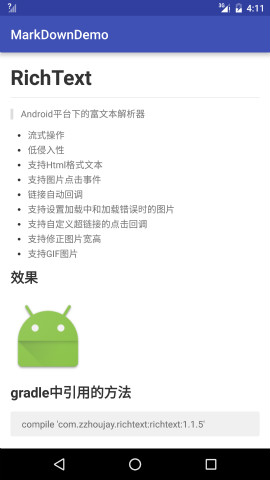 3G
4:11
MarkDownDemo
RichText
Android平台下的富文本解析器
流式操作
低侵入性
支持Html格式文本
支持图片点击事件
链接自动回调
支持设置加载中和加载错误时的图片
支持自定义超链接的点击回调
支持修正图片宽高
支持GIF图片
效果
gradle中引用的方法
compile 'com.zzhoujay.richtext:richtext:1.1.5'